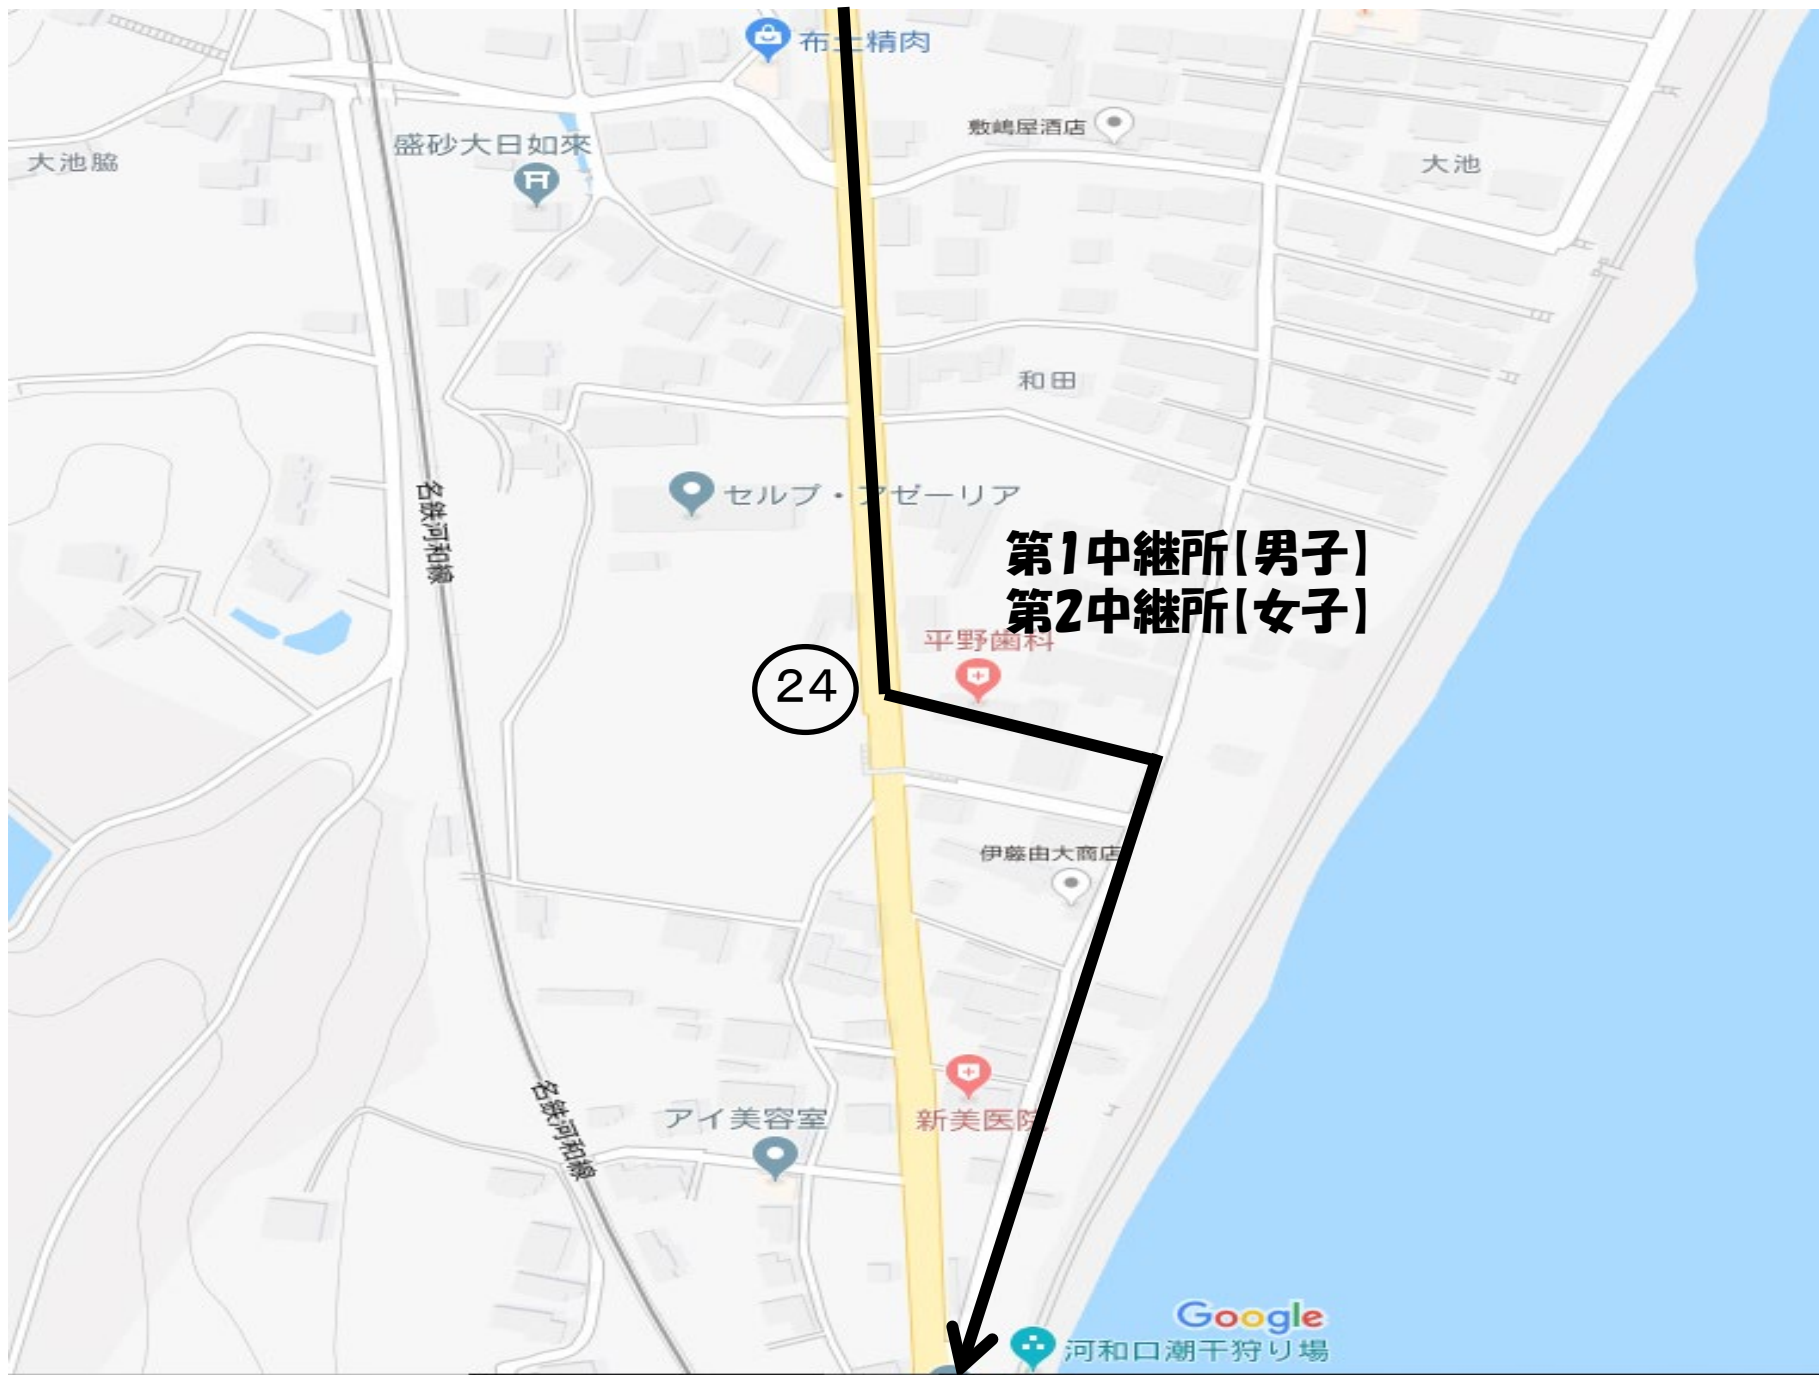 布土精肉
敷嶋屋酒店
盛砂大日如來
大池脇
大池
和田
セルプ・アゼーリア
名鉄河和線
第1中継所【男子】
第2中継所【女子】
平野歯科
24
伊藤由大商店
名鉄河和線
アイ美容室
新美医院
Google
河和口潮干狩り場